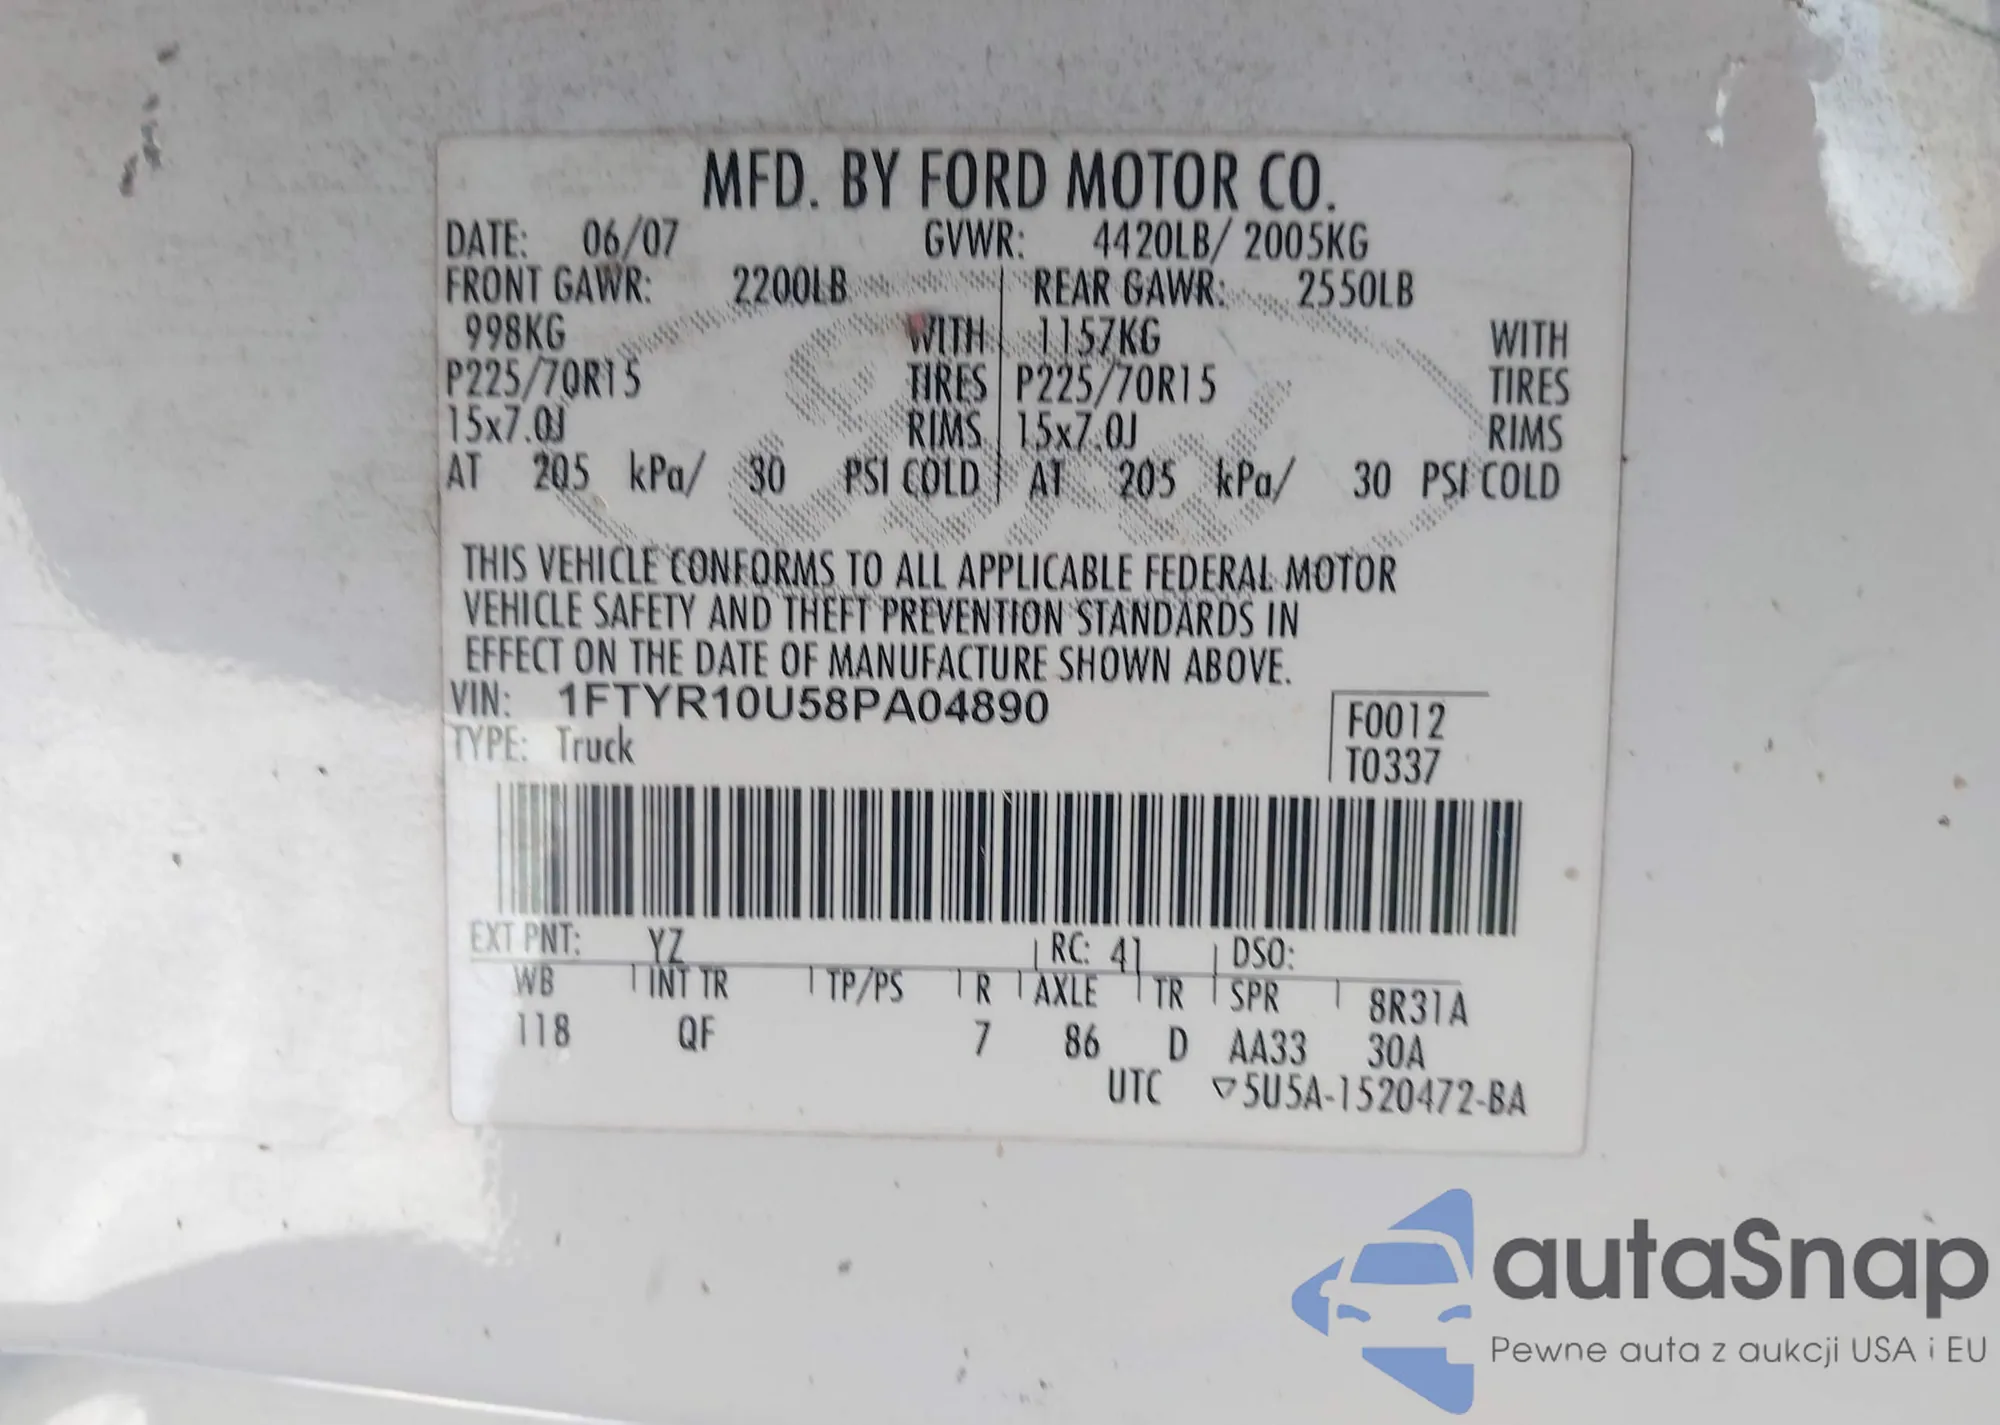 MFD. BY FORD MOTOR CO.
DATE: 06/07 GVWR: 4420LB/ 2005KG
FRONT GAWR: 2200LB REAR GAWR: 2550LB
998KG WITH 1157KG WITH
P225/70R15 TIRES P225/70R15 TIRES
15x7.0J RIMS 15x7.0J RIMS
AT 205 kPa/ 30 PSI COLD AT 205 kPa/ 30 PSI COLD
THIS VEHICLE CONFORMS TO ALL APPLICABLE FEDERAL MOTOR
VEHICLE SAFETY AND THEFT PREVENTION STANDARDS IN
EFFECT ON THE DATE OF MANUFACTURE SHOWN ABOVE.
VIN: 1FTYR10U58PA04890
F0012
TYPE: Truck
T0337
EXT PNT: YZ RC: 41 DSO:
WB INT TR TP/PS R AXLE TR SPR 8R31A
118 QF 7 86 D AA33 30A
UTC ▽5U5A-1520472-BA
Ford
autaSnap
Pewne auta z aukcji USA i EU